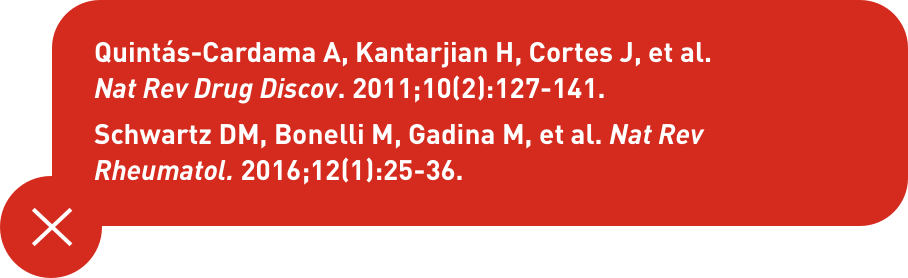 Quintás-Cardama A, Kantarjian H, Cortes J, et al.
Nat Rev Drug Discov. 2011;10(2):127-141.
Schwartz DM, Bonelli M, Gadina M, et al. Nat Rev
Rheumatol. 2016;12(1):25-36.